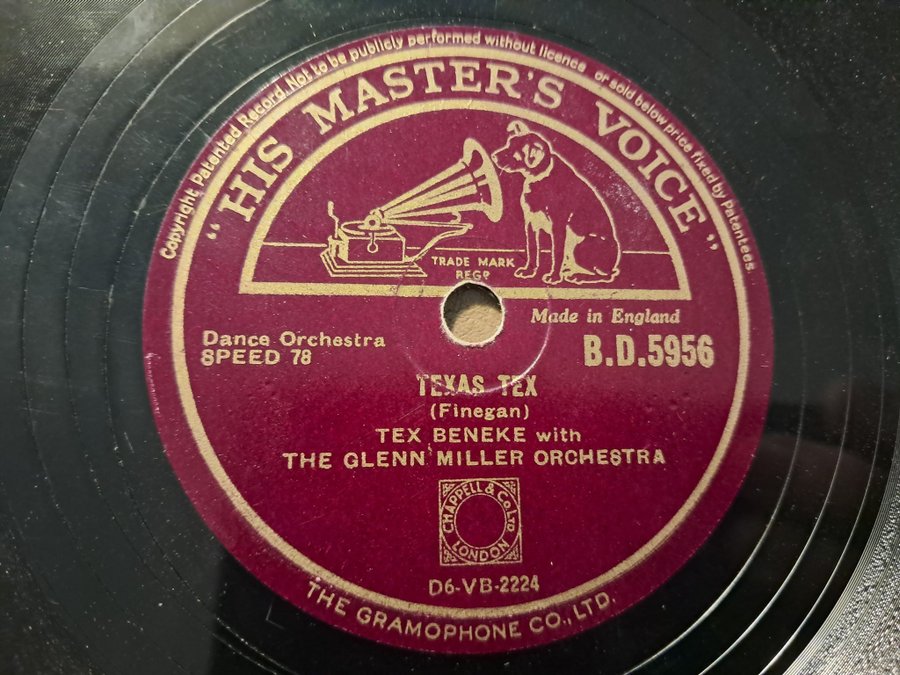 Copyright Patented Record. Not to be publicly performed without licence or sold below price fixed by Patentees.
"HIS MASTER'S VOICE"
TRADE MARK
REGD
Made in England
Dance Orchestra
SPEED 78
B.D.5956
TEXAS TEX
(Finegan)
TEX BENEKE with
THE GLENN MILLER ORCHESTRA
CHAPPELL & Co LTD
LONDON
D6-VB-2224
THE GRAMOPHONE CO., LTD.